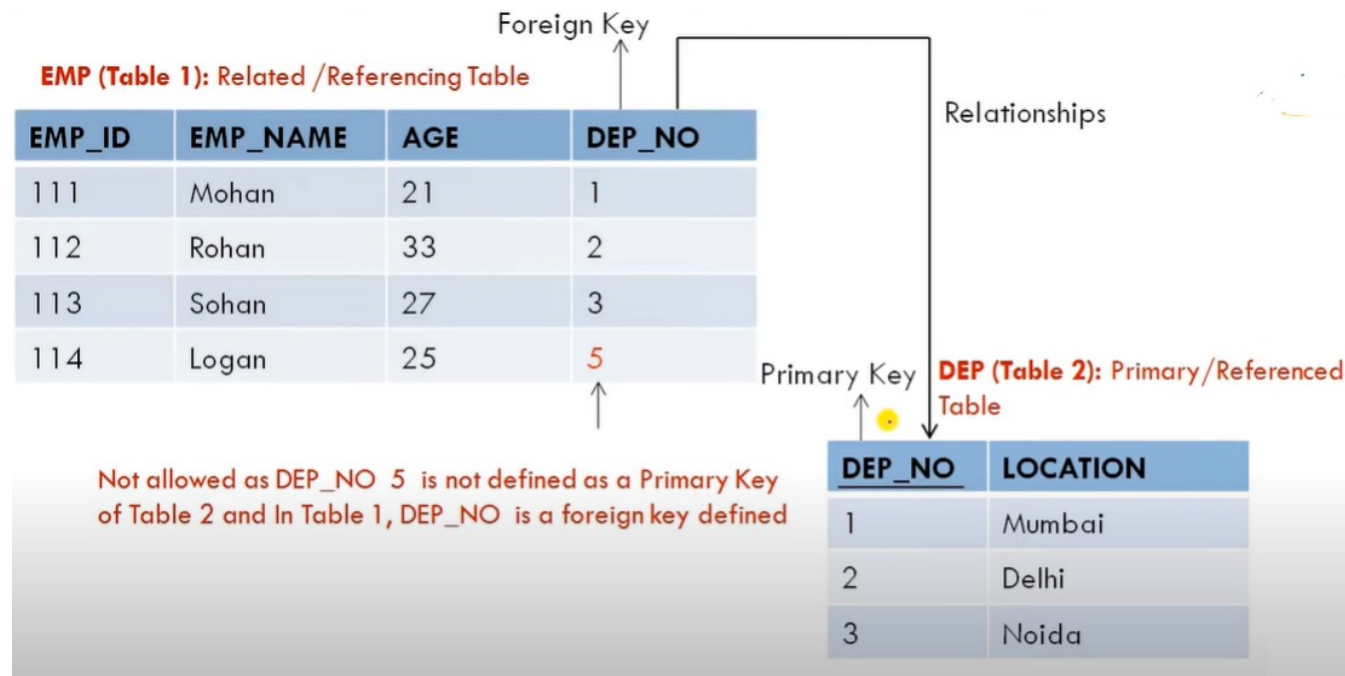 Foreign Key
EMP (Table 1): Related /Referencing Table
Relationships
EMP_ID EMP_NAME AGE DEP_NO
111 Mohan 21 1
112 Rohan 33 2
113 Sohan 27 3
114 Logan 25 5
Primary Key
DEP (Table 2): Primary/Referenced
Table
Not allowed as DEP_NO 5 is not defined as a Primary Key
of Table 2 and In Table 1, DEP_NO is a foreign key defined
DEP_NO LOCATION
1 Mumbai
2 Delhi
3 Noida